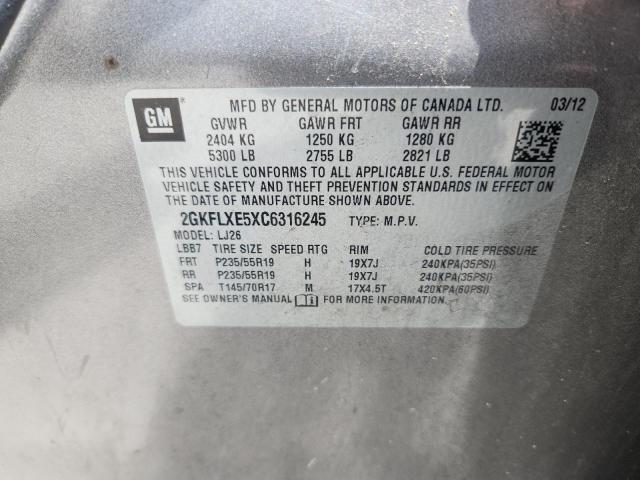 GM
MFD BY GENERAL MOTORS OF CANADA LTD. 03/12
GVWR GAWR FRT GAWR RR
2404 KG 1250 KG 1280 KG
5300 LB 2755 LB 2821 LB
THIS VEHICLE CONFORMS TO ALL APPLICABLE U.S. FEDERAL MOTOR
VEHICLE SAFETY AND THEFT PREVENTION STANDARDS IN EFFECT ON
THE DATE OF MANUFACTURE SHOWN ABOVE.
2GKFLXE5XC6316245 TYPE: M.P.V.
MODEL: LJ26
LBB7 TIRE SIZE SPEED RTG RIM COLD TIRE PRESSURE
FRT P235/55R19 H 19X7J 240KPA(35PSI)
RR P235/55R19 H 19X7J 240KPA(35PSI)
SPA T145/70R17 M 17X4.5T 420KPA(60PSI)
SEE OWNER'S MANUAL FOR MORE INFORMATION.